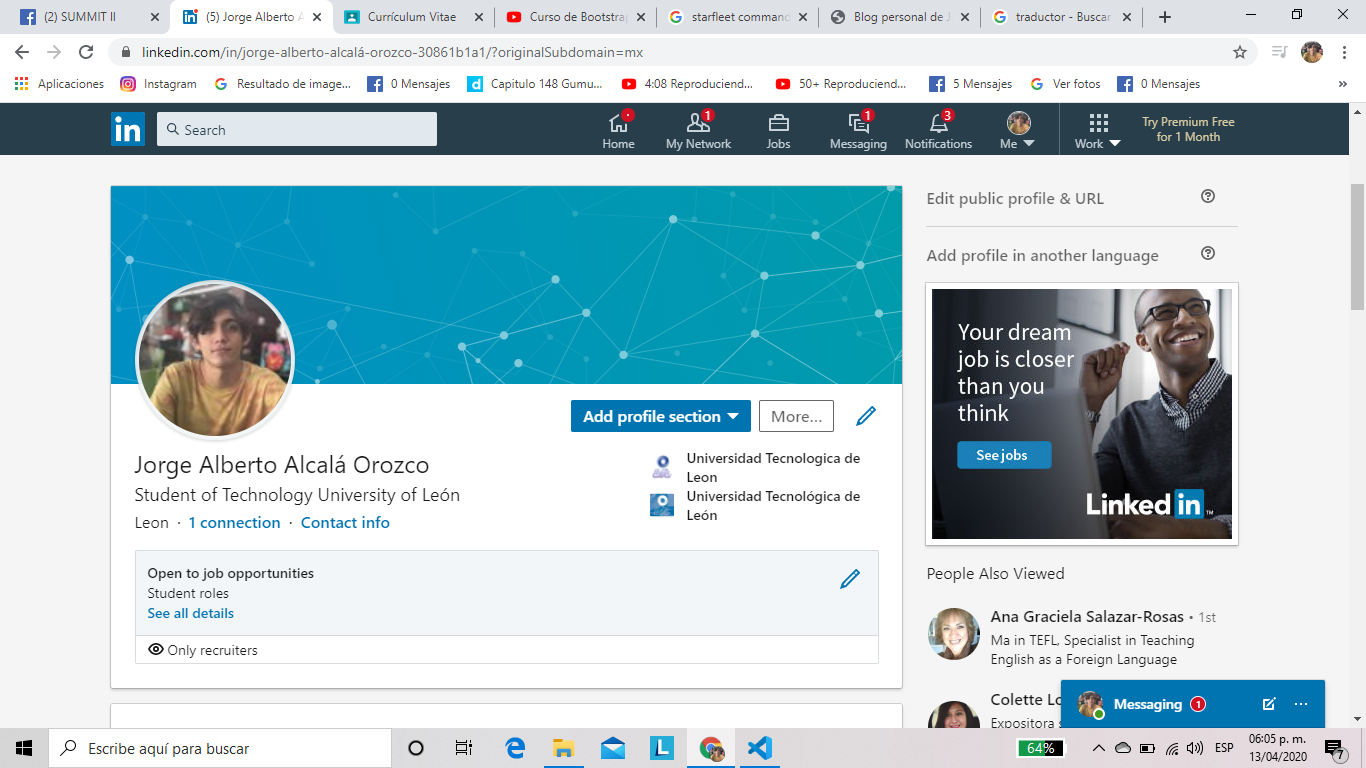 (2) SUMMIT II
(5) Jorge Alberto A
Currículum Vitae
Curso de Bootstrap
starfleet command
Blog personal de J
traductor - Buscar
linkedin.com/in/jorge-alberto-alcalá-orozco-30861b1a1/?originalSubdomain=mx
Aplicaciones
Instagram
Resultado de image...
0 Mensajes
Capitulo 148 Gumu...
4:08 Reproduciend...
50+ Reproduciend...
5 Mensajes
Ver fotos
0 Mensajes
»
in
Search
Home
1
My Network
Jobs
1
Messaging
3
Notifications
Me
Work
Try Premium Free
for 1 Month
Add profile section
More...
Jorge Alberto Alcalá Orozco
Student of Technology University of León
Leon · 1 connection · Contact info
Universidad Tecnologica de
Leon
Universidad Tecnológica de
León
Open to job opportunities
Student roles
See all details
Only recruiters
Edit public profile & URL
Add profile in another language
Your dream
job is closer
than you
think
See jobs
Linked in
People Also Viewed
Ana Graciela Salazar-Rosas • 1st
Ma in TEFL, Specialist in Teaching
English as a Foreign Language
Colette Lo
Expositora s
Messaging 1
Escribe aquí para buscar
64%
ESP
06:05 p. m.
13/04/2020
7